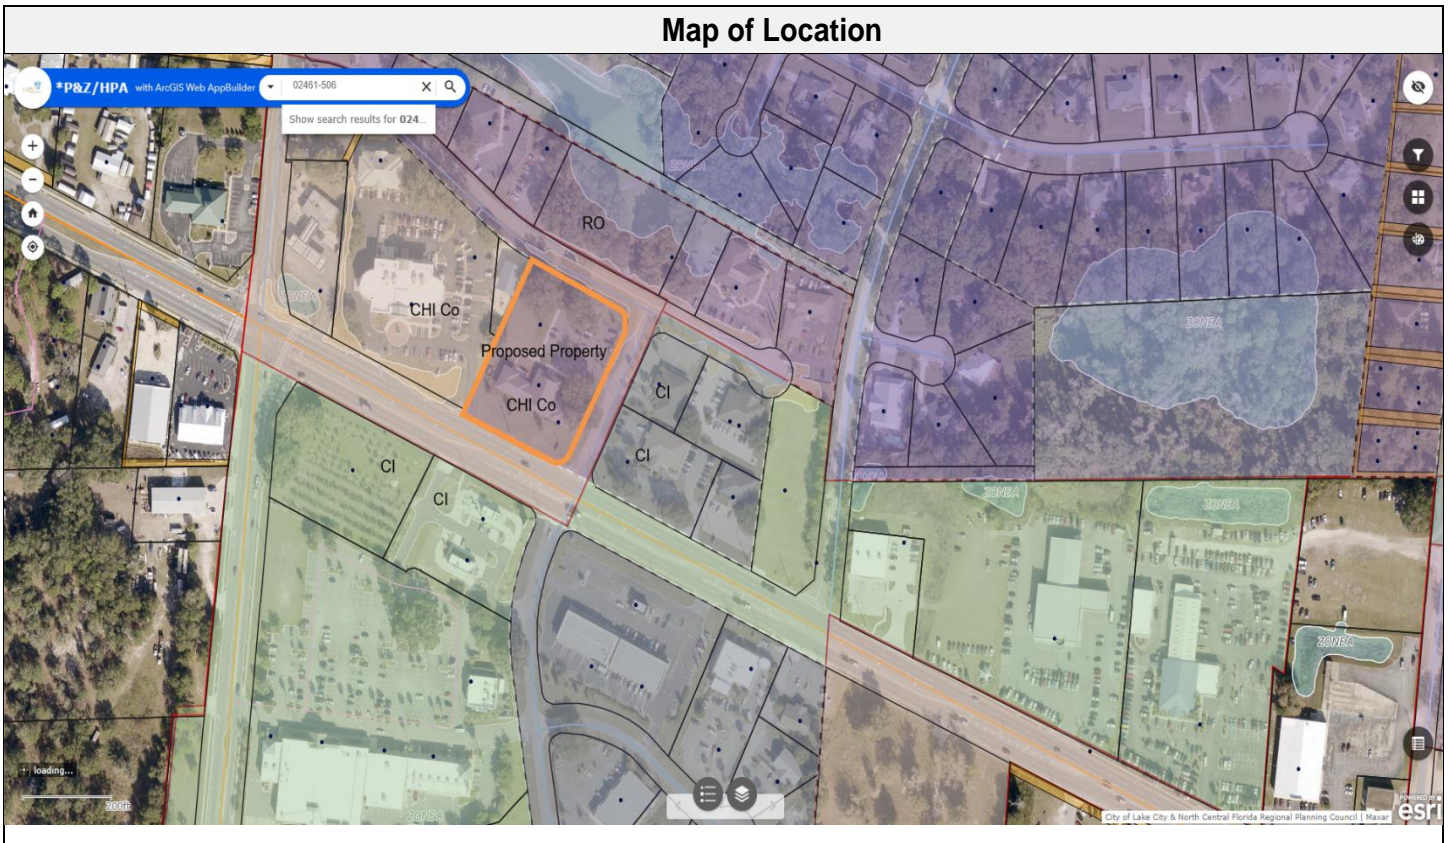 Map of Location
*P&Z/HPA with ArcGIS Web AppBuilder
02461-506
Show search results for 024...
ZONEA
RO
ZONEA
CHI Co
ZONEA
Proposed Property
CHI Co
CI
CI
CI
CI
ZONEA
ZONEA
ZONEA
ZONEA
loading...
200ft
ZONEA
City of Lake City & North Central Florida Regional Planning Council | Maxar
POWERED BY
esri